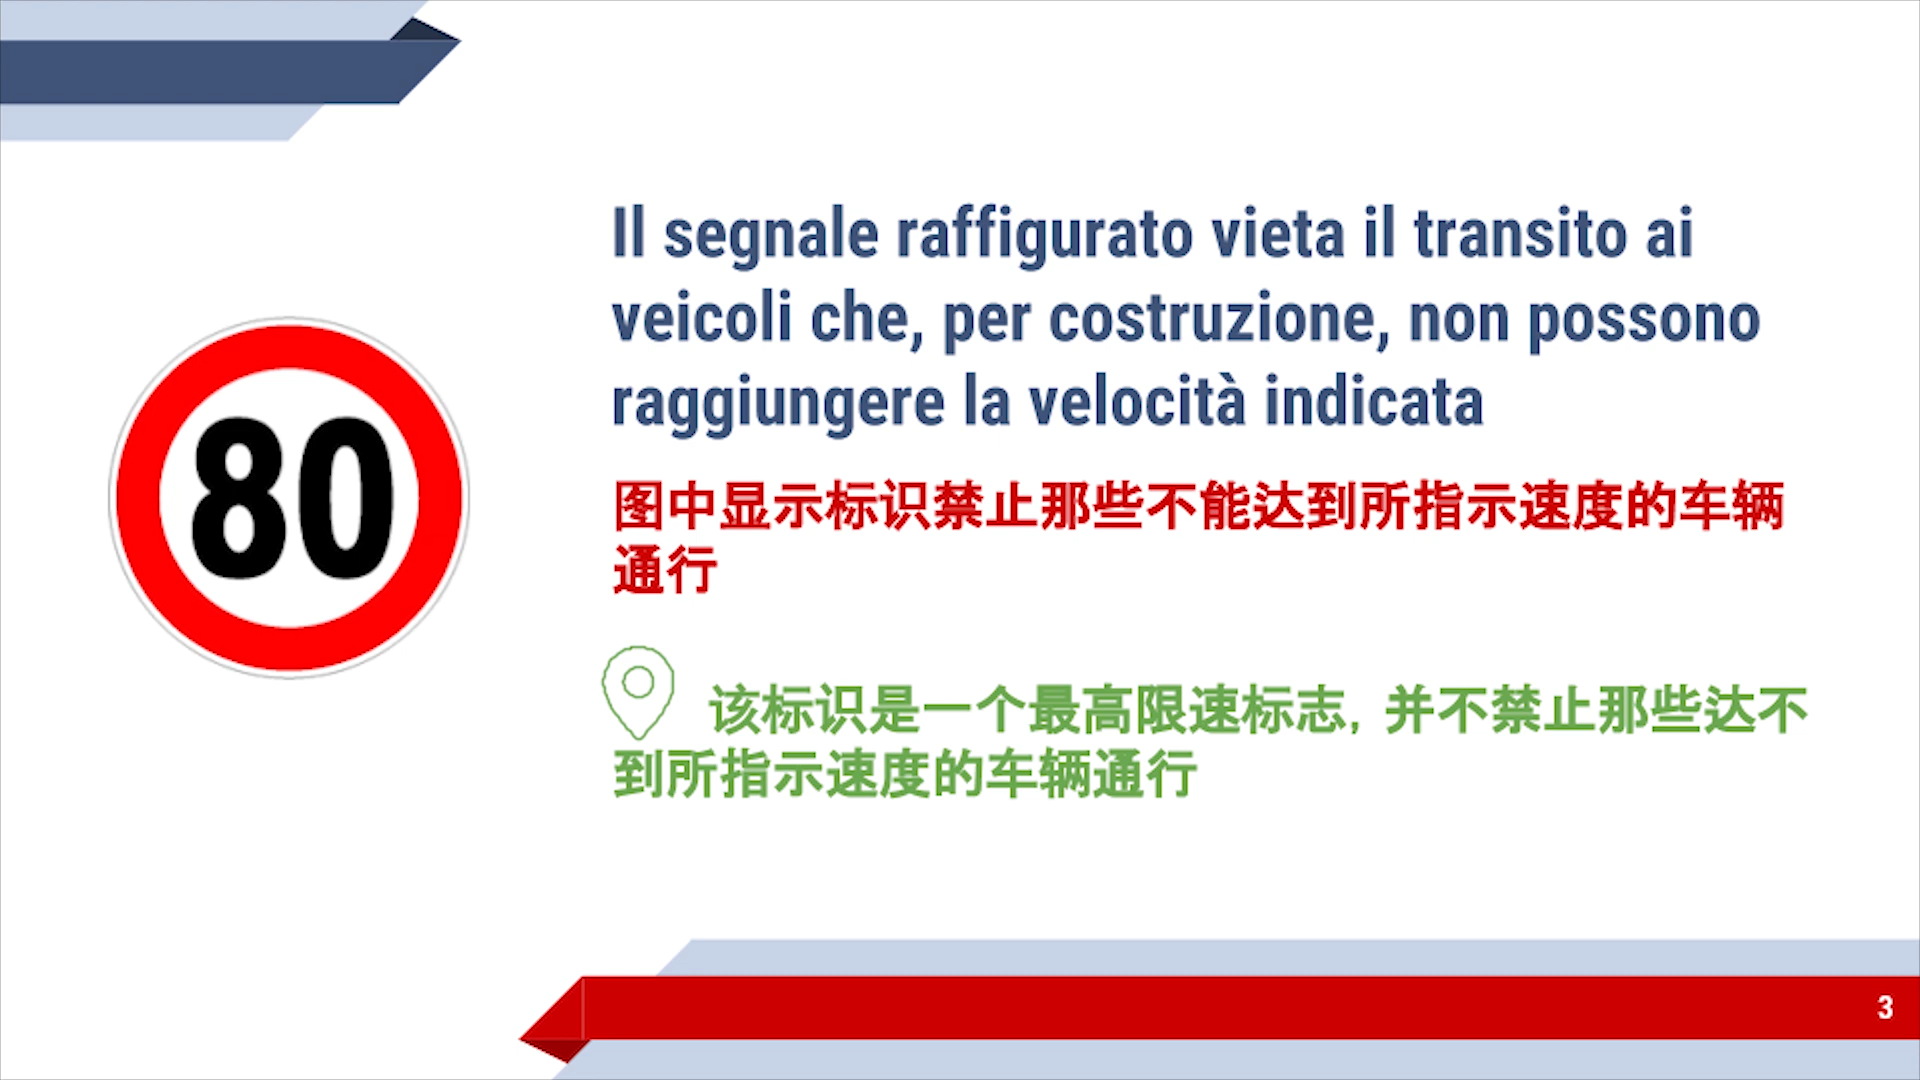 80
Il segnale raffigurato vieta il transito ai
veicoli che, per costruzione, non possono
raggiungere la velocità indicata
图中显示标识禁止那些不能达到所指示速度的车辆
通行
该标识是一个最高限速标志, 并不禁止那些达不
到所指示速度的车辆通行
3